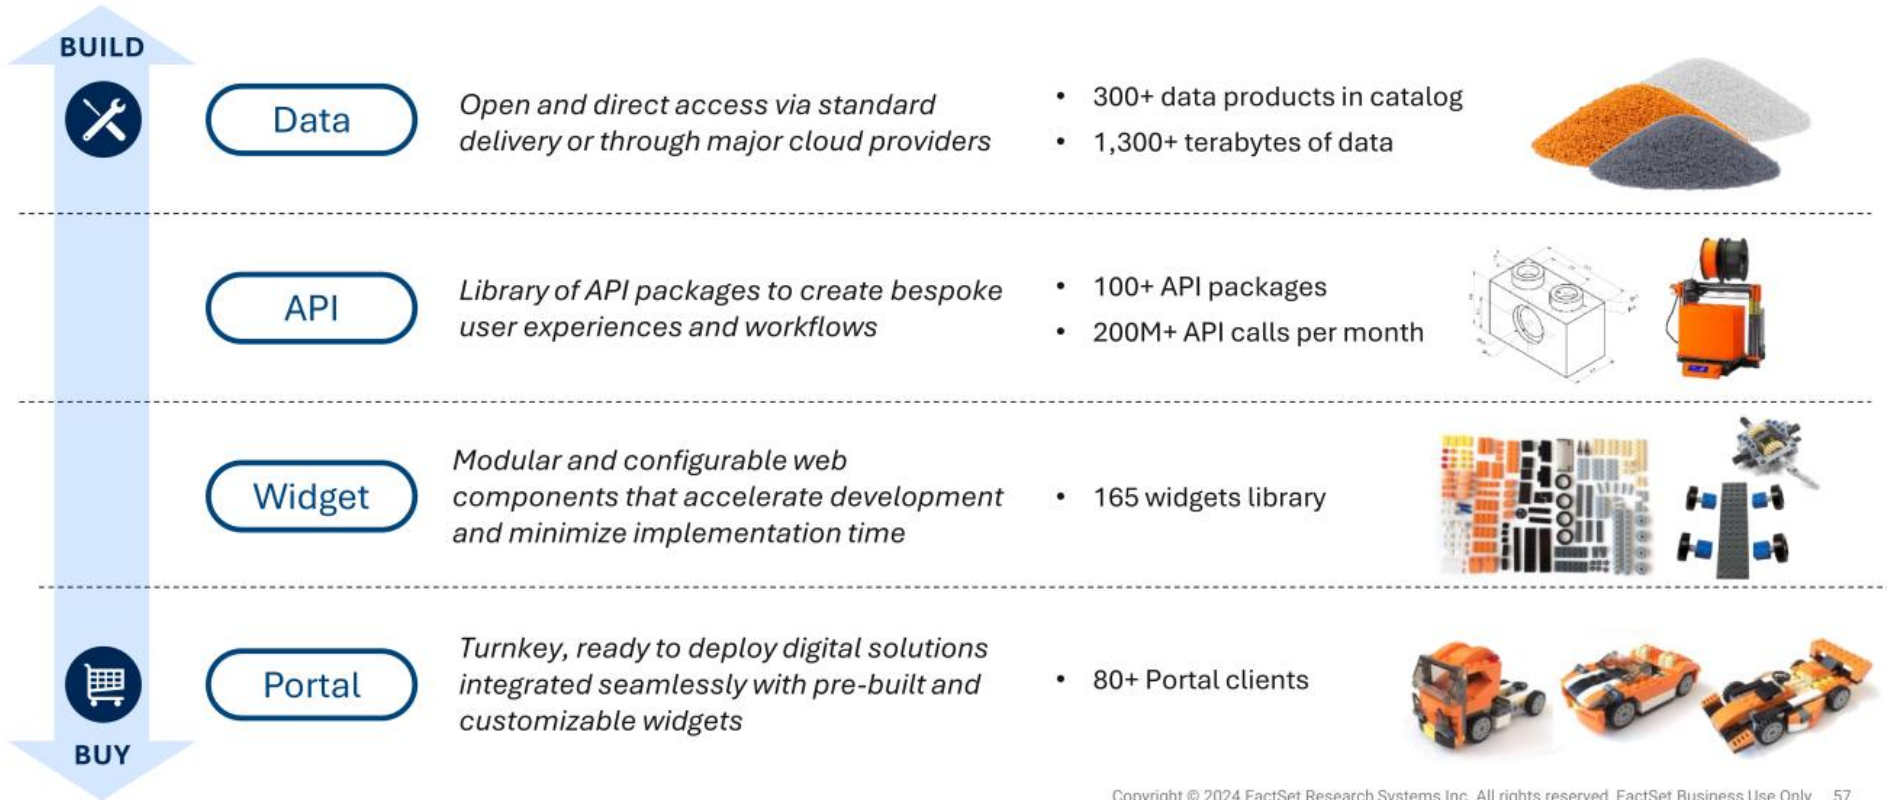 BUILD
Data
Open and direct access via standard
delivery or through major cloud providers
• 300+ data products in catalog
• 1,300+ terabytes of data
API
Library of API packages to create bespoke
user experiences and workflows
• 100+ API packages
• 200M+ API calls per month
Widget
Modular and configurable web
components that accelerate development
and minimize implementation time
• 165 widgets library
Portal
Turnkey, ready to deploy digital solutions
integrated seamlessly with pre-built and
customizable widgets
• 80+ Portal clients
BUY
Copyright © 2024 FactSet Research Systems Inc. All rights reserved. FactSet Business Use Only 57